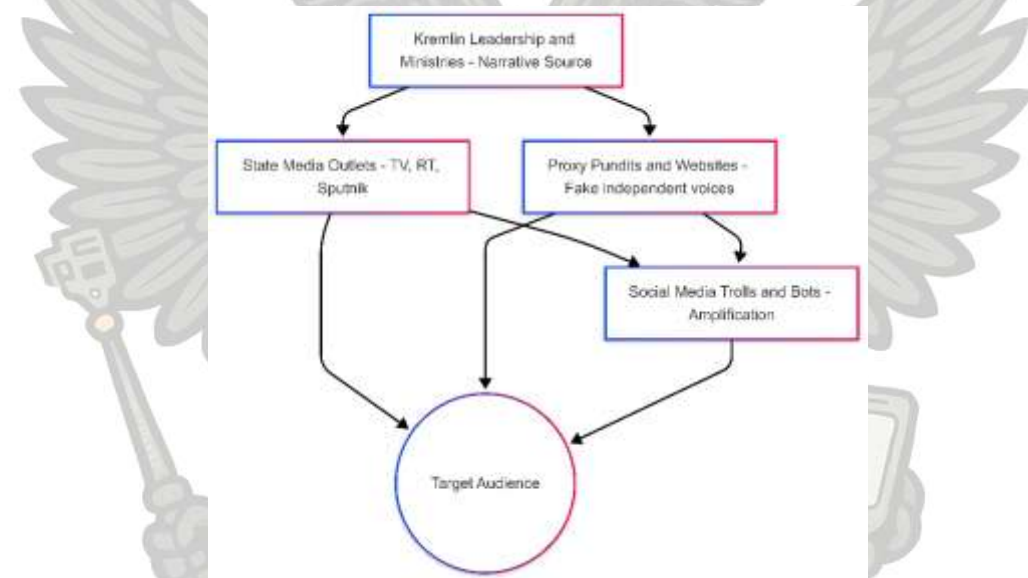 Kremlin Leadership and
Ministries - Narrative Source
State Media Outlets - TV, RT,
Sputnik
Proxy Pundits and Websites -
Fake independent voices
Social Media Trolls and Bots -
Amplification
Target Audience